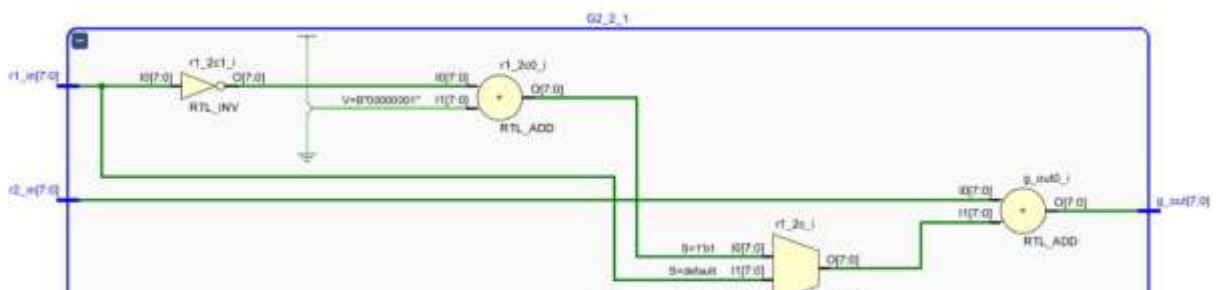 G2_2_1
r1_2c1_i
r1_2c0_i
r1_in[7:0]
I0[7:0]
O[7:0]
I0[7:0]
O[7:0]
V=B"00000001"
I1[7:0]
RTL_INV
RTL_ADD
g_out0_i
r2_in[7:0]
I0[7:0]
O[7:0]
g_out[7:0]
I1[7:0]
r1_2c_i
RTL_ADD
S=1'b1
I0[7:0]
O[7:0]
S=default
I1[7:0]